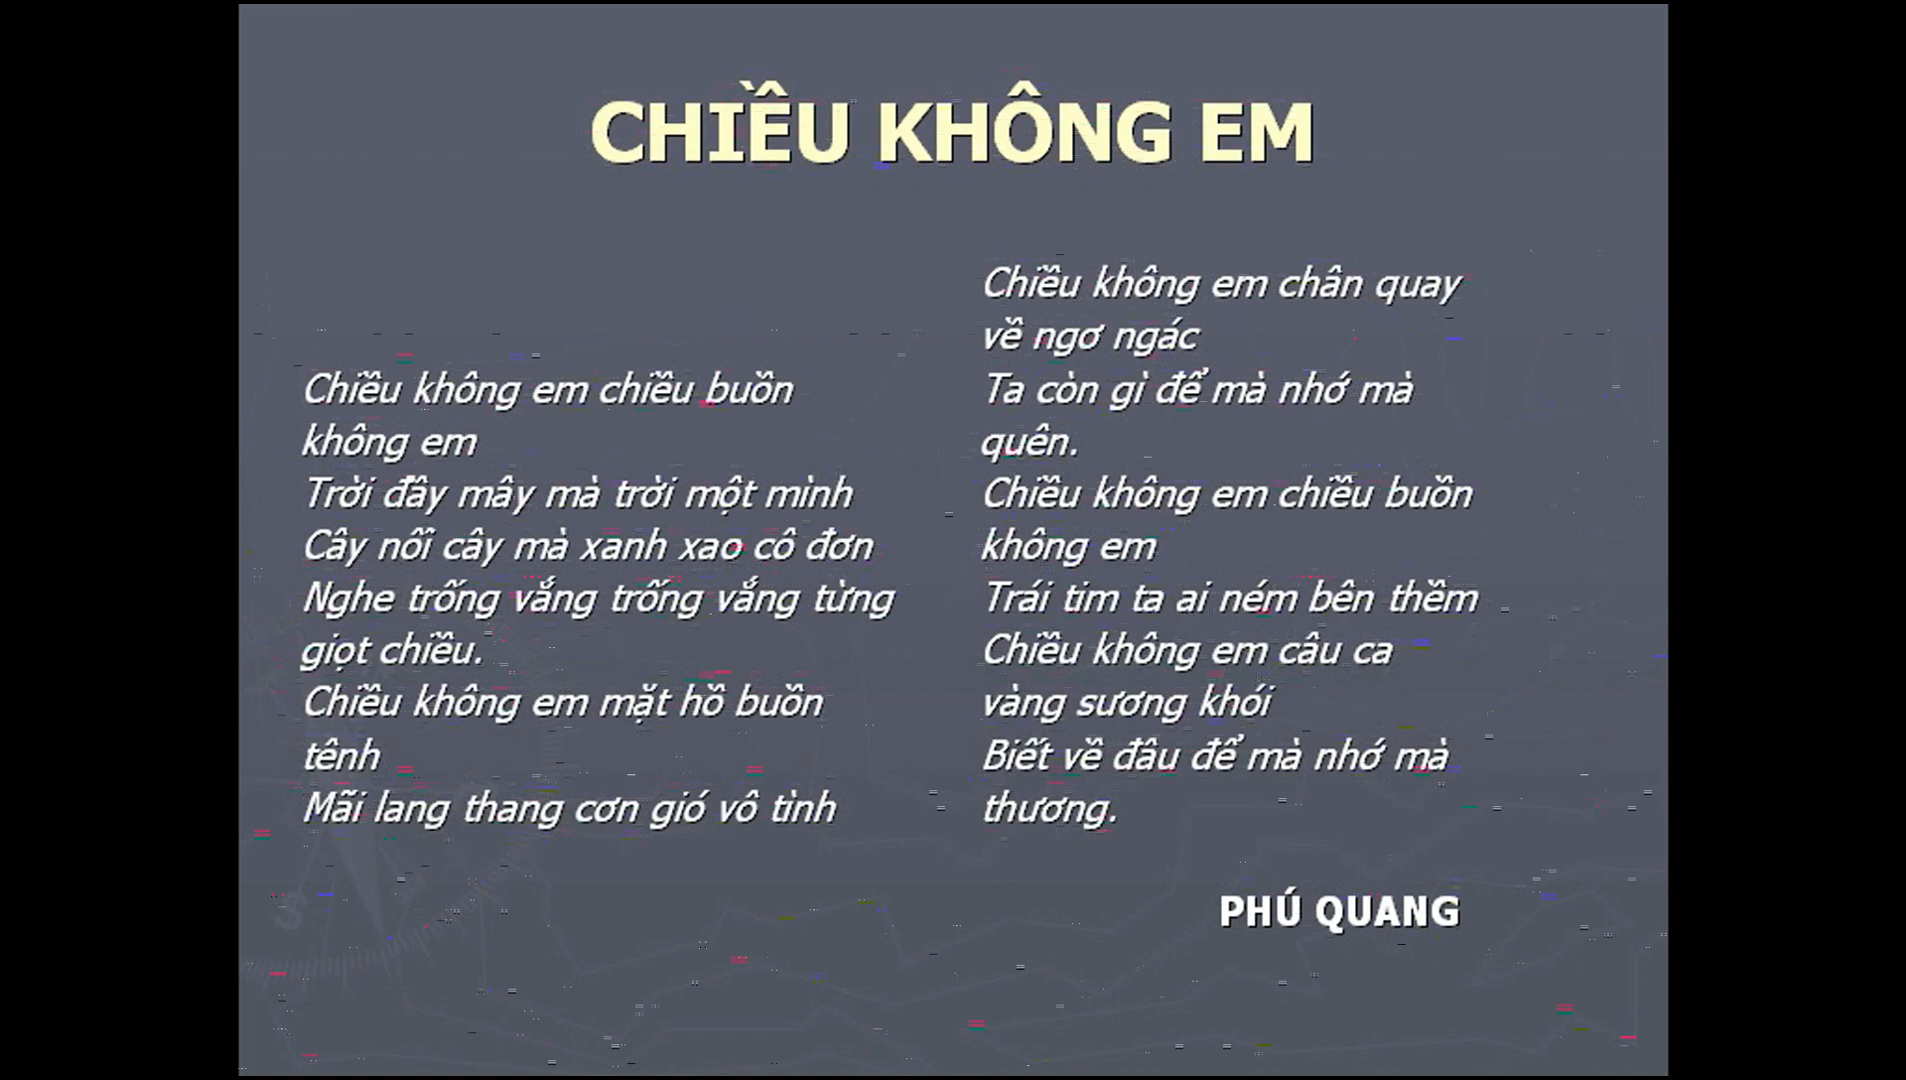 CHIỀU KHÔNG EM
Chiều không em chiều buồn
không em
Trời đầy mây mà trời một mình
Cây nối cây mà xanh xao cô đơn
Nghe trống vắng trống vắng từng
giọt chiều.
Chiều không em mặt hồ buồn
tênh
Mãi lang thang cơn gió vô tình
Chiều không em chân quay
về ngơ ngác
Ta còn gì để mà nhớ mà
quên.
Chiều không em chiều buồn
không em
Trái tim ta ai ném bên thềm
Chiều không em câu ca
vàng sương khói
Biết về đâu để mà nhớ mà
thương.
PHÚ QUANG
S